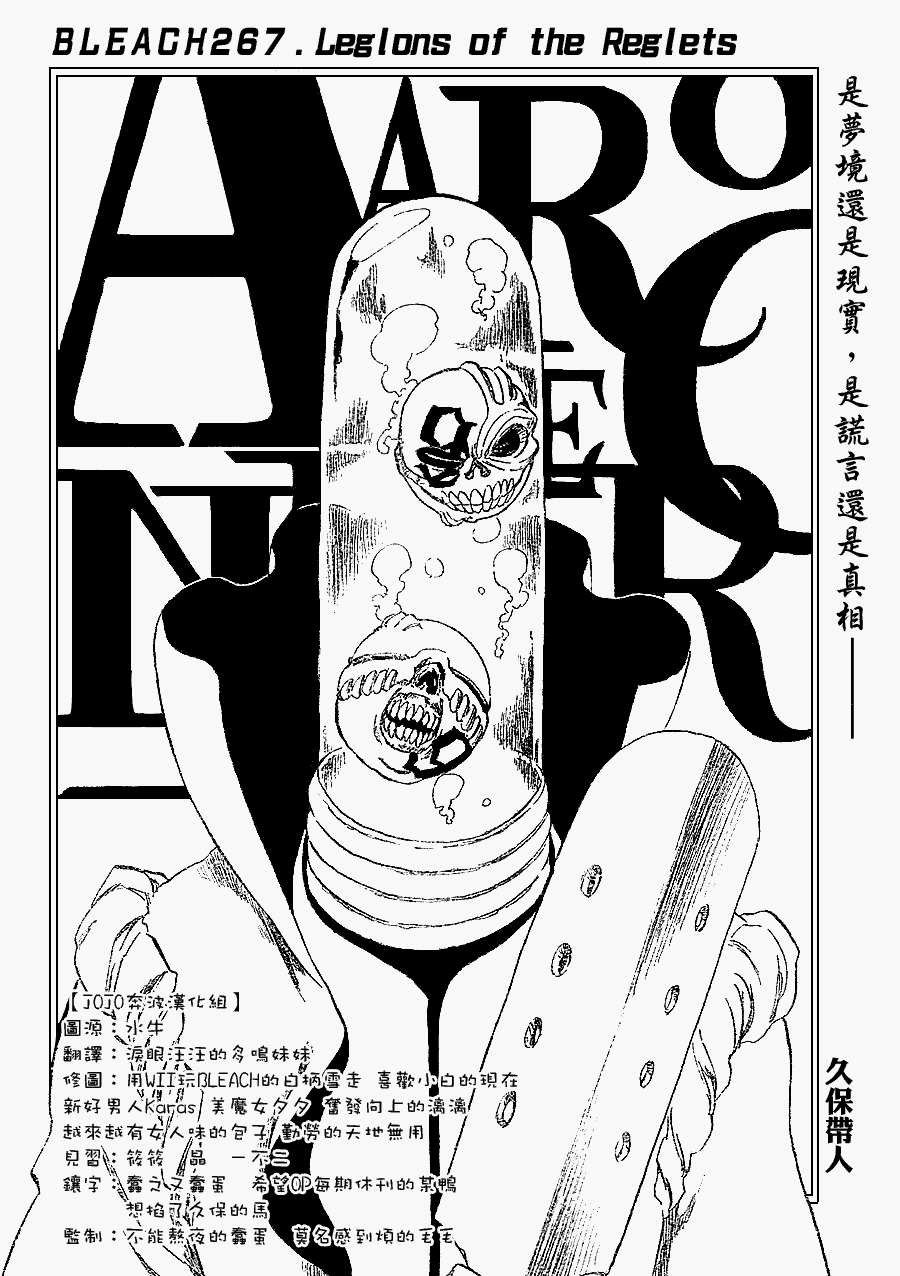 BLEACH267.Leglons of the Reglets
AARONIERO
是夢境還是現實，是謊言還是真相——
久保帶人
【JOJO奔波漢化組】
圖源：水牛
翻譯：淚眼汪汪的多鳴妹妹
修圖：用WII玩BLEACH的白柄雪走 喜歡小白的現在
新好男人Karas 美魔女夕夕 奮發向上的滴滴
越來越有女人味的包子 勤勞的天地無用
見習：筱筱 晶 一不二
鑲字：蠢之又蠢蛋 希望OP每期休刊的某鴨
想掐了久保的馬
監制：不能熬夜的蠢蛋 莫名感到煩的毛毛